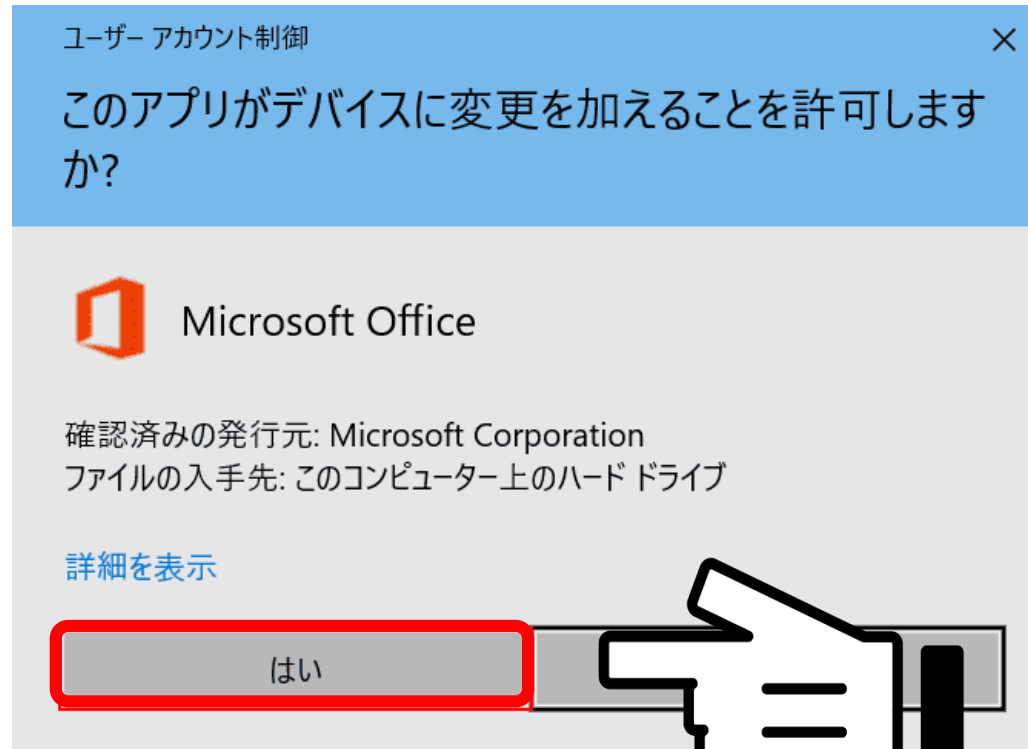 ユーザー アカウント制御
このアプリがデバイスに変更を加えることを許可します
か?
Microsoft Office
確認済みの発行元: Microsoft Corporation
ファイルの入手先: このコンピューター上のハード ドライブ
詳細を表示
はい